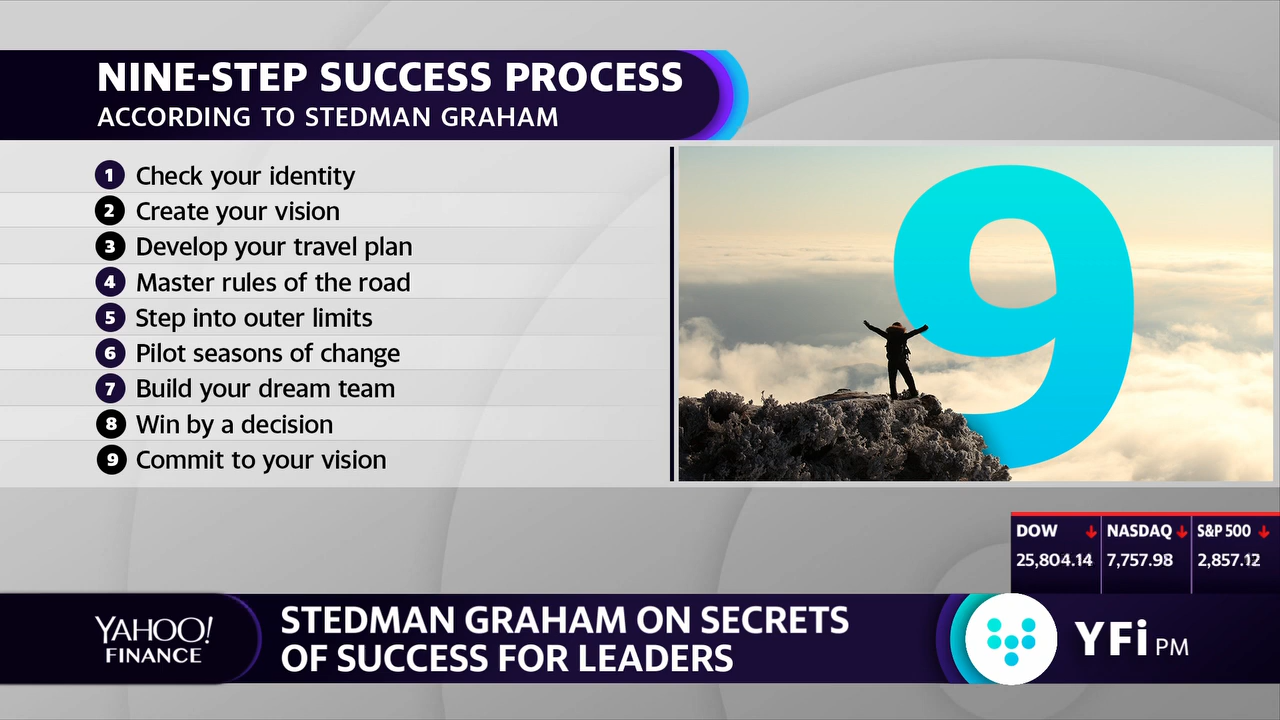 NINE-STEP SUCCESS PROCESS
ACCORDING TO STEDMAN GRAHAM
1 Check your identity
2 Create your vision
3 Develop your travel plan
4 Master rules of the road
5 Step into outer limits
6 Pilot seasons of change
7 Build your dream team
8 Win by a decision
9 Commit to your vision
9
DOW NASDAQ S&P 500
25,804.14 7,757.98 2,857.12
YAHOO!
FINANCE
STEDMAN GRAHAM ON SECRETS
OF SUCCESS FOR LEADERS
YFi PM